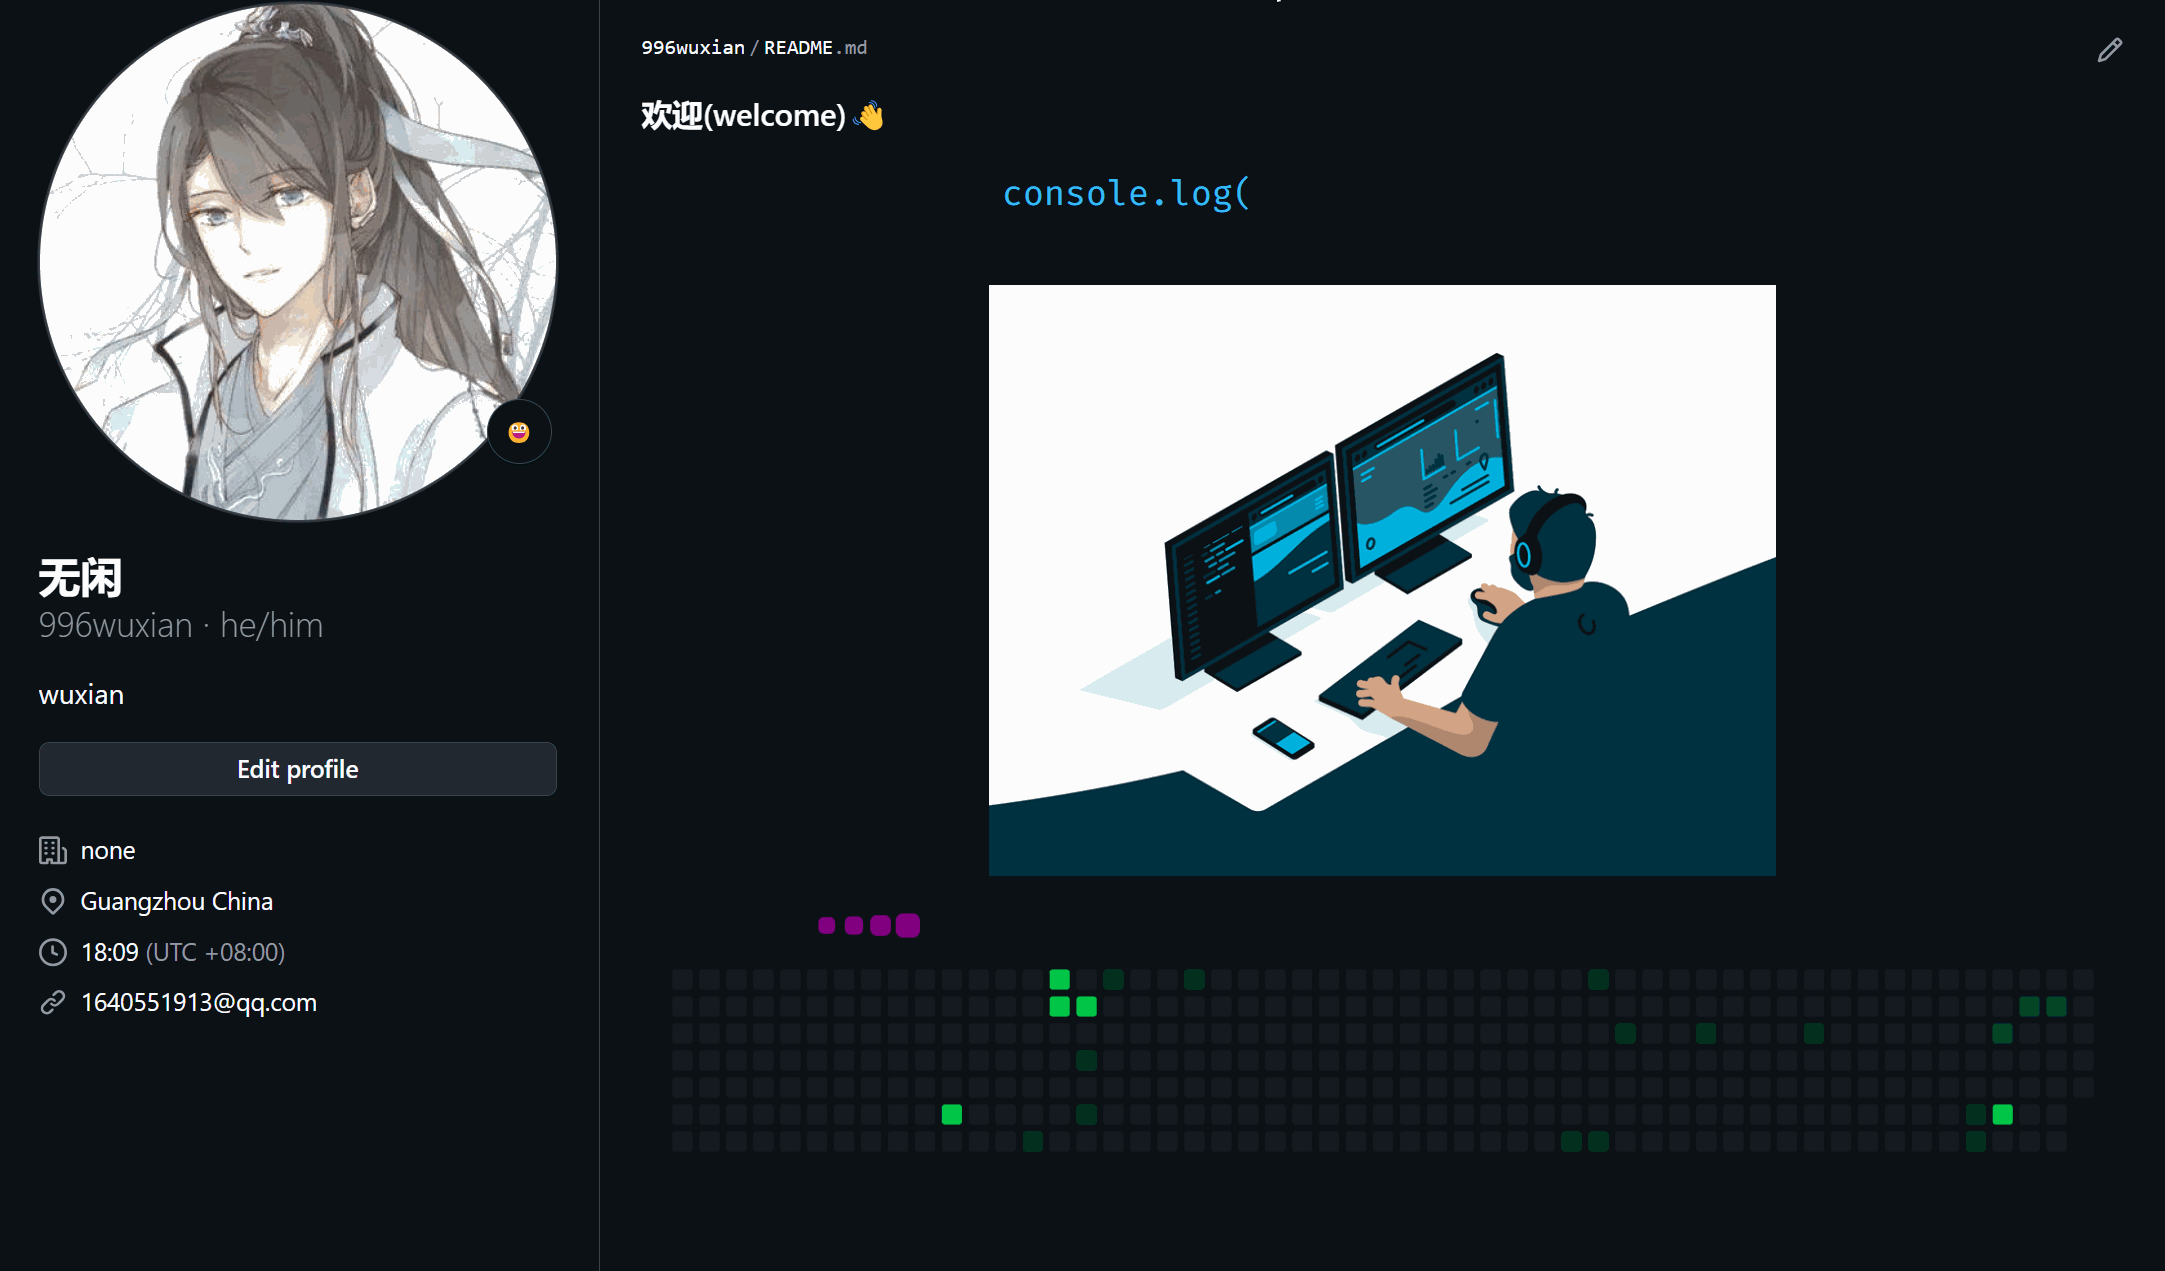 无闲
996wuxian · he/him
wuxian
Edit profile
none
Guangzhou China
18:09 (UTC +08:00)
1640551913@qq.com
996wuxian / README.md
欢迎(welcome) 👋
console.log(